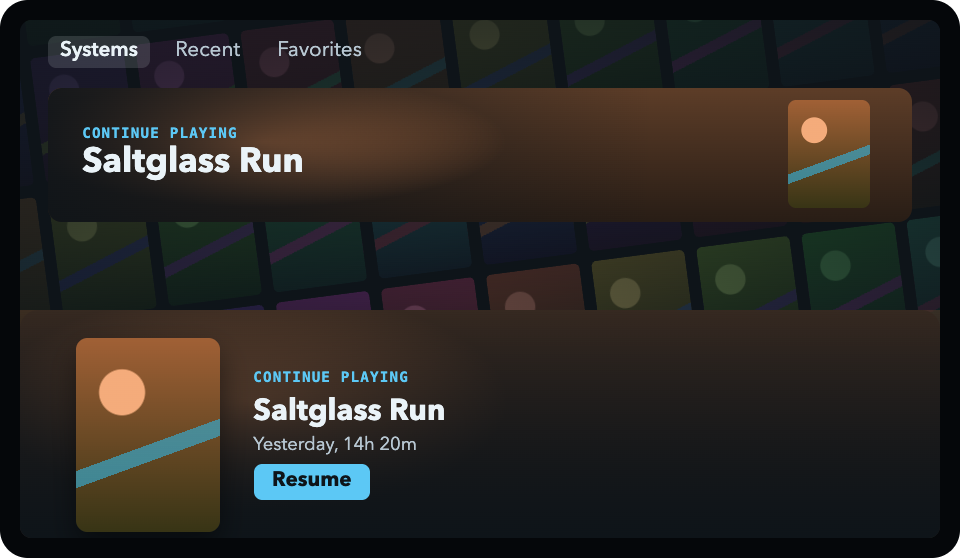 Systems Recent Favorites
CONTINUE PLAYING
Saltglass Run
CONTINUE PLAYING
Saltglass Run
Yesterday, 14h 20m
Resume